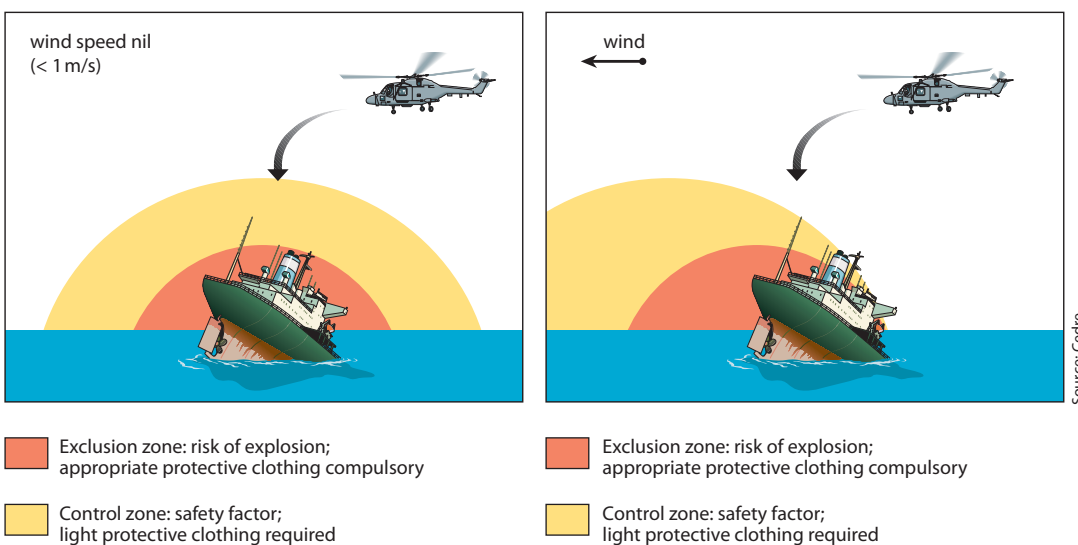 wind speed nil
(< 1 m/s)
wind
Source: Cedre
Exclusion zone: risk of explosion;
appropriate protective clothing compulsory
Control zone: safety factor;
light protective clothing required
Exclusion zone: risk of explosion;
appropriate protective clothing compulsory
Control zone: safety factor;
light protective clothing required